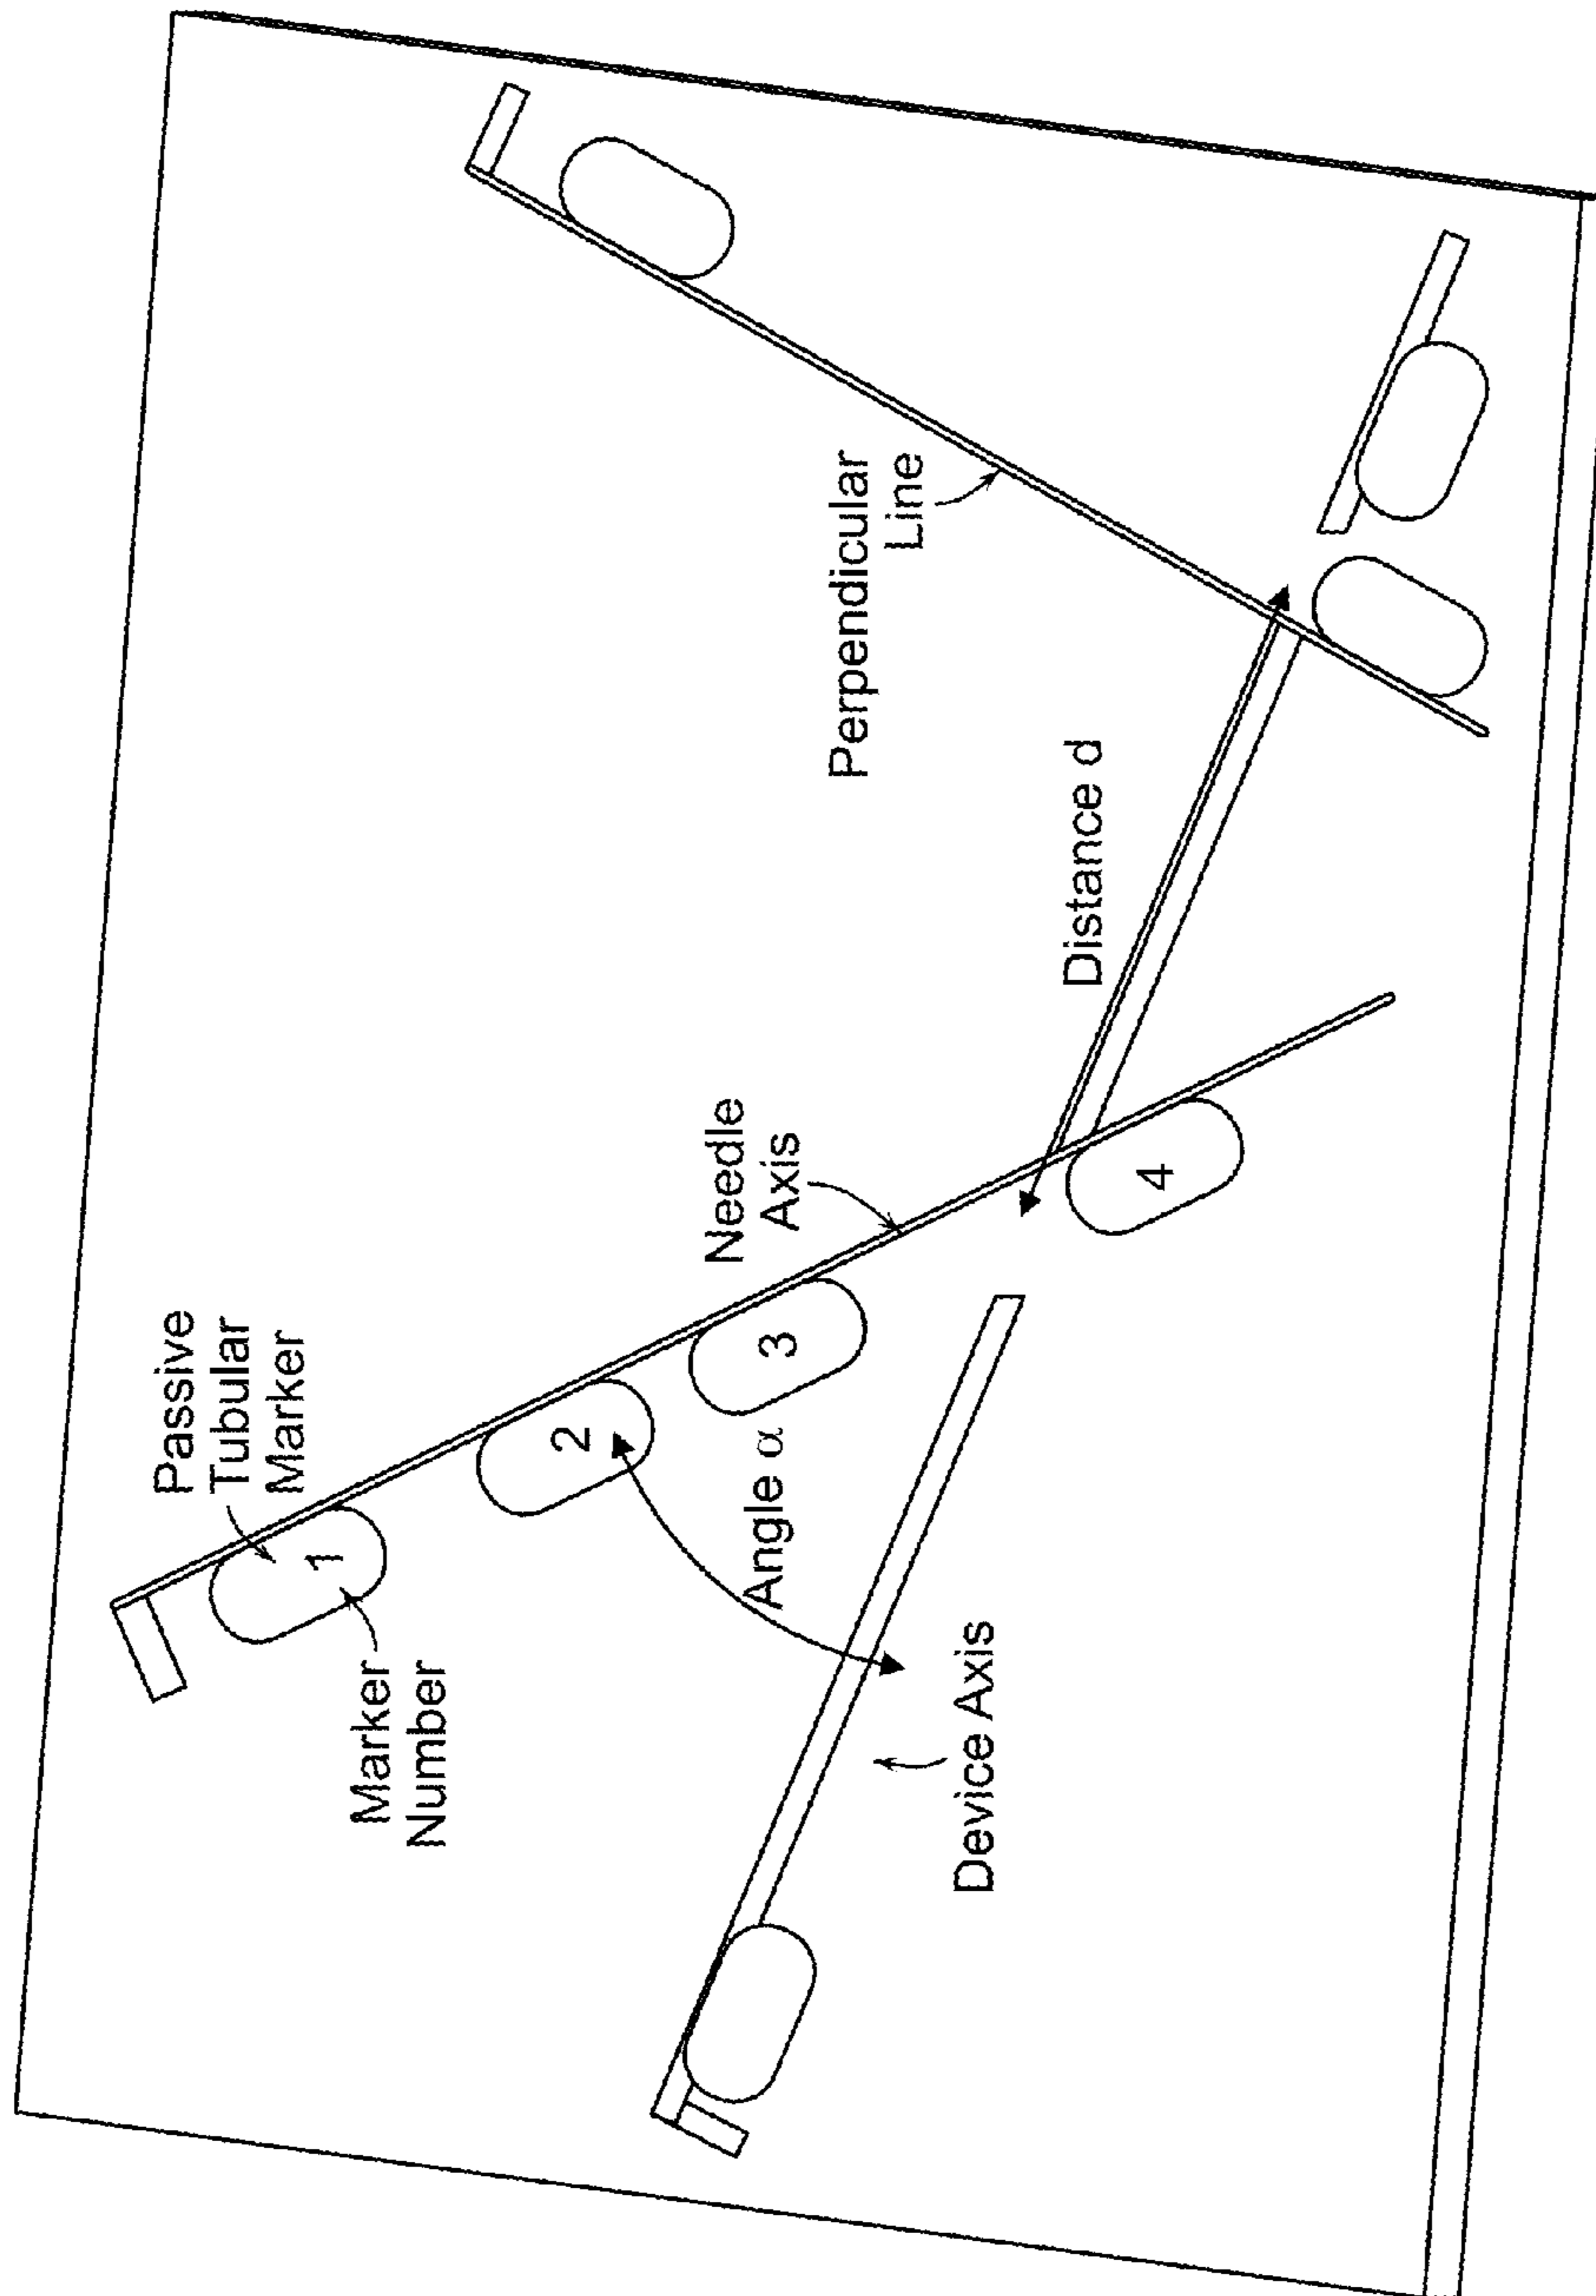 Passive
Tubular
Marker
1
Marker
Number
2
3
Needle
Axis
4
Angle α
Device Axis
Distance d
Perpendicular
Line